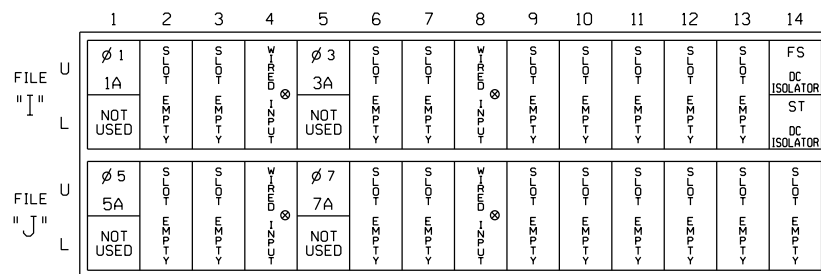 1 2 3 4 5 6 7 8 9 10 11 12 13 14
FILE "I"
U
L
Ø 1
1A
NOT USED
SLOT EMPTY
SLOT EMPTY
WIRED INPUT
Ø 3
3A
NOT USED
SLOT EMPTY
SLOT EMPTY
WIRED INPUT
SLOT EMPTY
SLOT EMPTY
SLOT EMPTY
SLOT EMPTY
SLOT EMPTY
FS
DC ISOLATOR
ST
DC ISOLATOR
FILE "J"
U
L
Ø 5
5A
NOT USED
SLOT EMPTY
SLOT EMPTY
WIRED INPUT
Ø 7
7A
NOT USED
SLOT EMPTY
SLOT EMPTY
WIRED INPUT
SLOT EMPTY
SLOT EMPTY
SLOT EMPTY
SLOT EMPTY
SLOT EMPTY
SLOT EMPTY